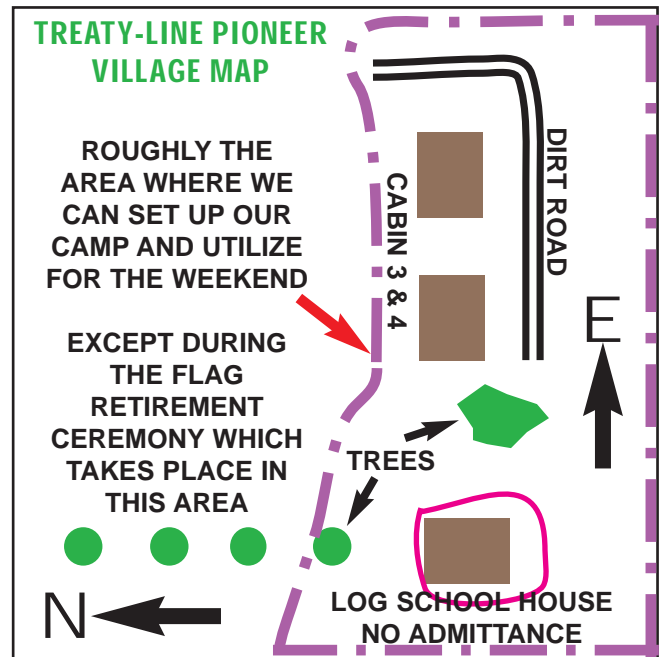 TREATY-LINE PIONEER
VILLAGE MAP
ROUGHLY THE
AREA WHERE WE
CAN SET UP OUR
CAMP AND UTILIZE
FOR THE WEEKEND
EXCEPT DURING
THE FLAG
RETIREMENT
CEREMONY WHICH
TAKES PLACE IN
THIS AREA
CABIN 3 & 4
DIRT ROAD
E
TREES
N
LOG SCHOOL HOUSE
NO ADMITTANCE